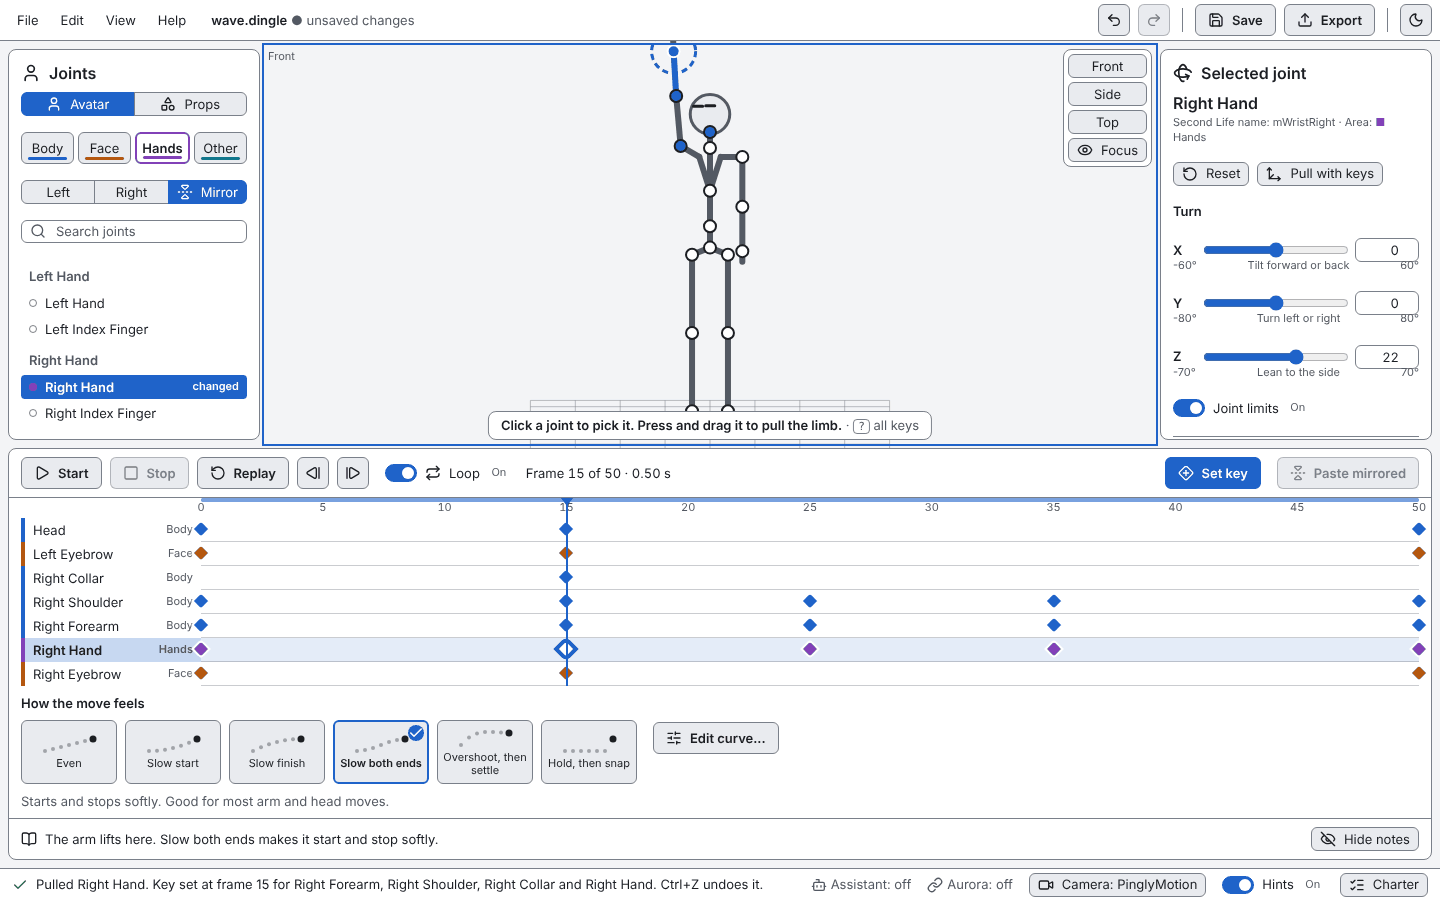 File Edit View Help wave.dingle unsaved changes Save Export
Joints
Avatar Props
Body Face Hands Other
Left Right Mirror
Search joints
Left Hand
Left Hand
Left Index Finger
Right Hand
Right Hand changed
Right Index Finger
Front
Front
Side
Top
Focus
Click a joint to pick it. Press and drag it to pull the limb. · ? all keys
Selected joint
Right Hand
Second Life name: mWristRight · Area:
Hands
Reset Pull with keys
Turn
X 0
-60° Tilt forward or back 60°
Y 0
-80° Turn left or right 80°
Z 22
-70° Lean to the side 70°
Joint limits On
Start Stop Replay Loop On Frame 15 of 50 · 0.50 s Set key Paste mirrored
0 5 10 15 20 25 30 35 40 45 50
Head Body
Left Eyebrow Face
Right Collar Body
Right Shoulder Body
Right Forearm Body
Right Hand Hands
Right Eyebrow Face
How the move feels
Even
Slow start
Slow finish
Slow both ends
Overshoot, then
settle
Hold, then snap
Edit curve...
Starts and stops softly. Good for most arm and head moves.
The arm lifts here. Slow both ends makes it start and stop softly. Hide notes
Pulled Right Hand. Key set at frame 15 for Right Forearm, Right Shoulder, Right Collar and Right Hand. Ctrl+Z undoes it. Assistant: off Aurora: off Camera: PinglyMotion Hints On Charter